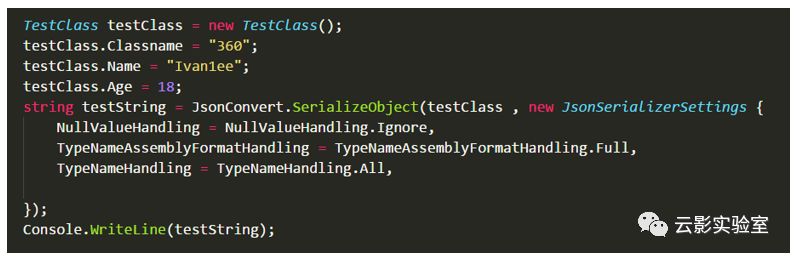 TestClass testClass = new TestClass();
testClass.Classname = "360";
testClass.Name = "Ivan1ee";
testClass.Age = 18;
string testString = JsonConvert.SerializeObject(testClass , new JsonSerializerSettings {
    NullValueHandling = NullValueHandling.Ignore,
    TypeNameAssemblyFormatHandling = TypeNameAssemblyFormatHandling.Full,
    TypeNameHandling = TypeNameHandling.All,
});
Console.WriteLine(testString);
云影实验室